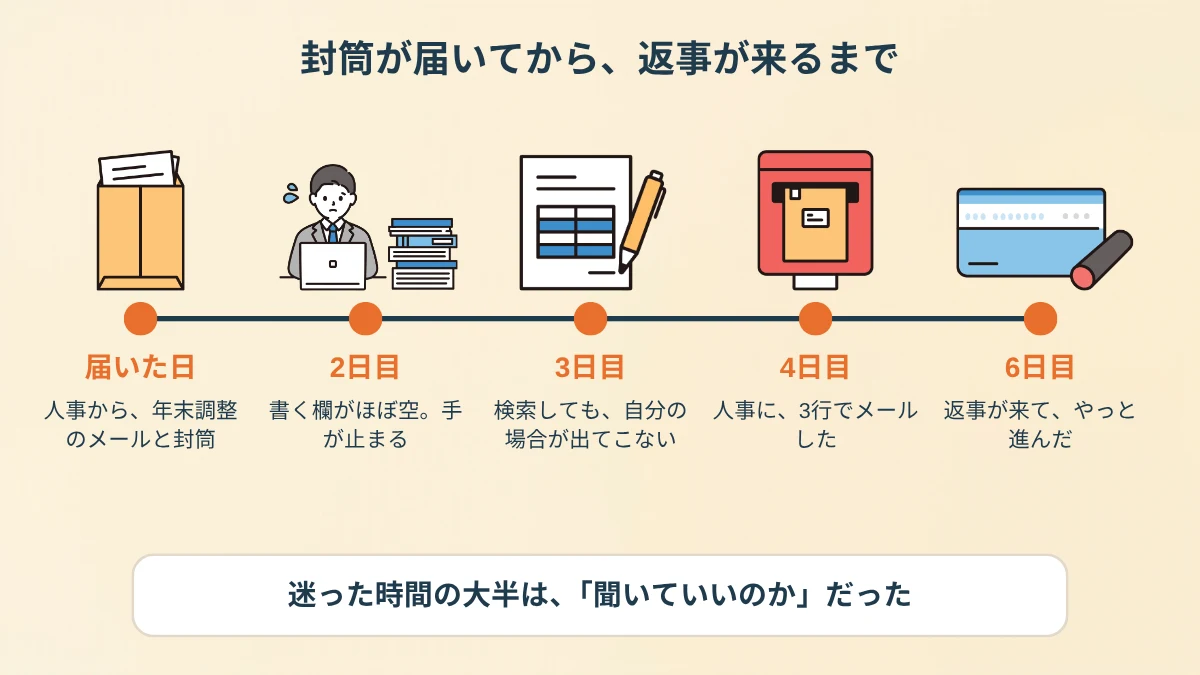 封筒が届いてから、返事が来るまで
届いた日
人事から、年末調整
のメールと封筒
2日目
書く欄がほぼ空。手
が止まる
3日目
検索しても、自分の
場合が出てこない
4日目
人事に、3行でメール
した
6日目
返事が来て、やっと
進んだ
迷った時間の大半は、「聞いていいのか」だった